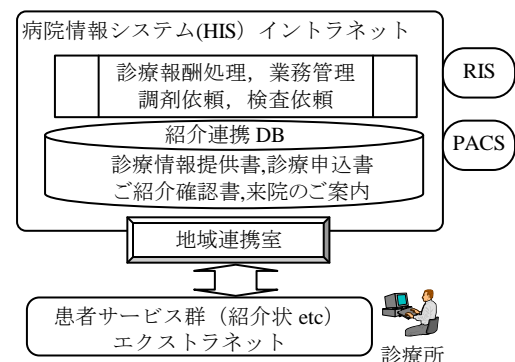 病院情報システム(HIS）イントラネット
診療報酬処理，業務管理
調剤依頼，検査依頼
RIS
紹介連携 DB
診療情報提供書,診療申込書
ご紹介確認書,来院のご案内
PACS
地域連携室
患者サービス群（紹介状 etc）
エクストラネット
診療所